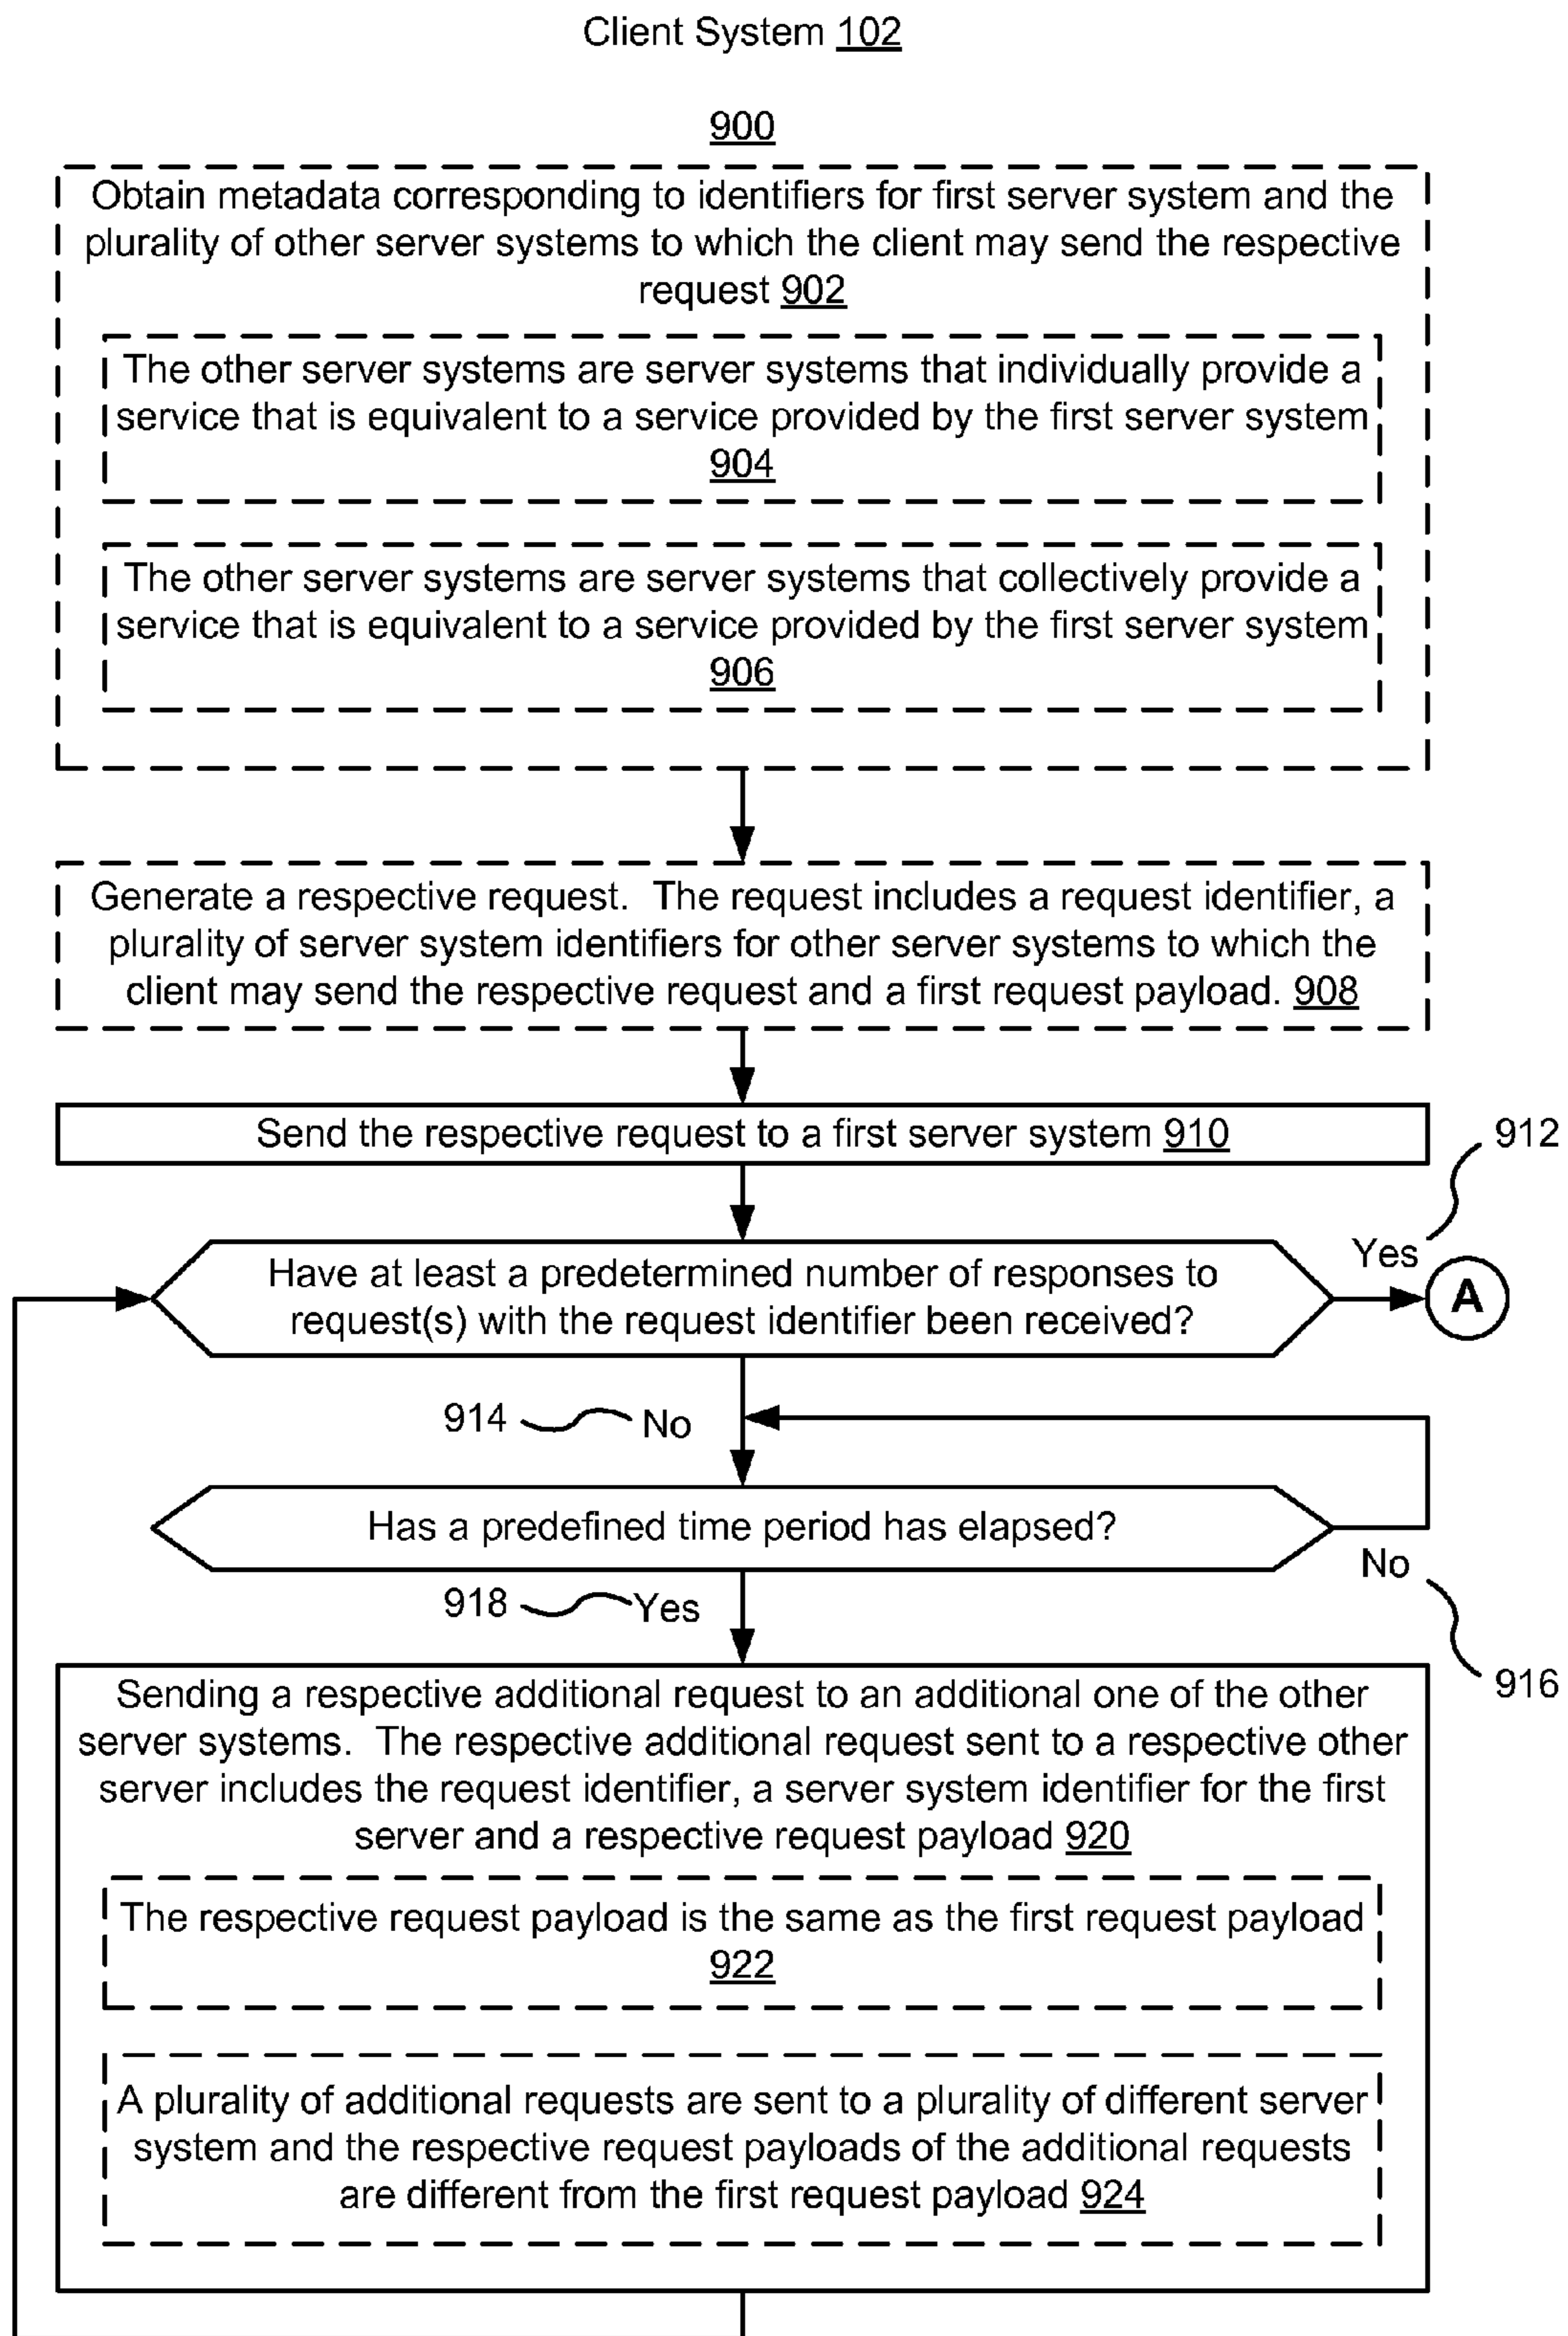 Client System 102
900
Obtain metadata corresponding to identifiers for first server system and the
plurality of other server systems to which the client may send the respective
request 902
The other server systems are server systems that individually provide a
service that is equivalent to a service provided by the first server system
904
The other server systems are server systems that collectively provide a
service that is equivalent to a service provided by the first server system
906
Generate a respective request.  The request includes a request identifier, a
plurality of server system identifiers for other server systems to which the
client may send the respective request and a first request payload. 908
Send the respective request to a first server system 910
912
Yes
Have at least a predetermined number of responses to
request(s) with the request identifier been received?
A
914
No
Has a predefined time period has elapsed?
No
918
Yes
916
Sending a respective additional request to an additional one of the other
server systems.  The respective additional request sent to a respective other
server includes the request identifier, a server system identifier for the first
server and a respective request payload 920
The respective request payload is the same as the first request payload
922
A plurality of additional requests are sent to a plurality of different server
system and the respective request payloads of the additional requests
are different from the first request payload 924